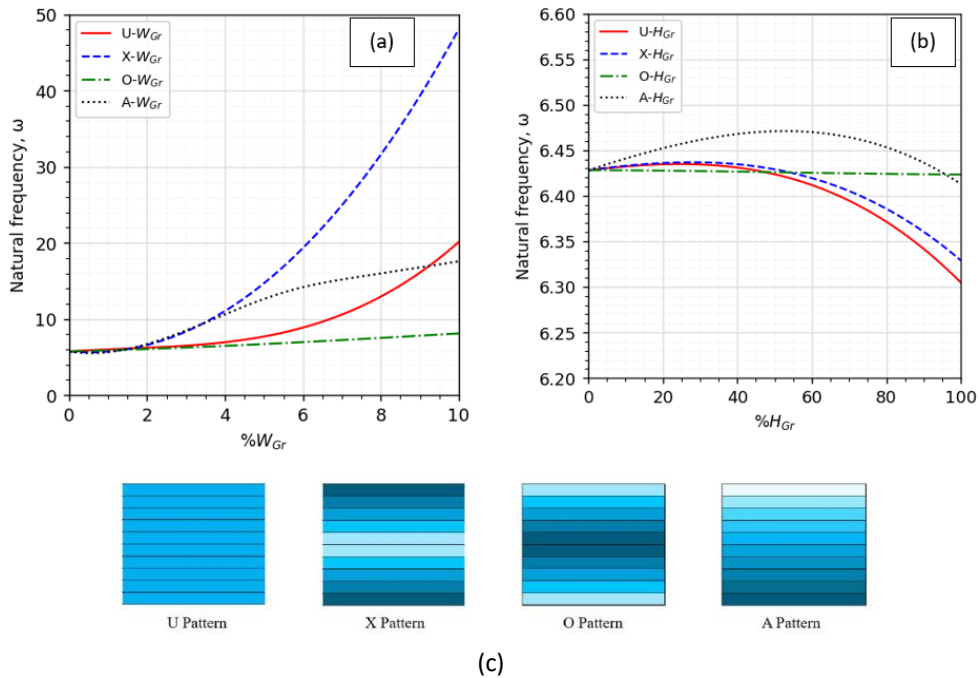 50
40
30
20
10
0
Natural frequency, ω
U-W_Gr
X-W_Gr
O-W_Gr
A-W_Gr
(a)
0 2 4 6 8 10
%W_Gr
6.60
6.55
6.50
6.45
6.40
6.35
6.30
6.25
6.20
Natural frequency, ω
U-H_Gr
X-H_Gr
O-H_Gr
A-H_Gr
(b)
0 20 40 60 80 100
%H_Gr
U Pattern X Pattern O Pattern A Pattern
(c)